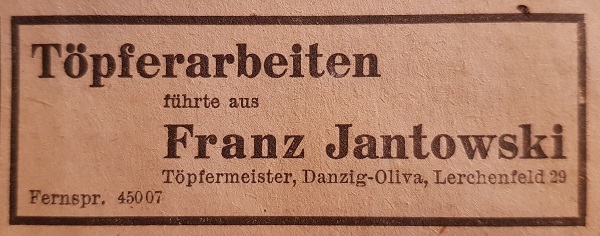 Töpferarbeiten
führte aus
Franz Jantowski
Töpfermeister, Danzig-Oliva, Lerchenfeld 29
Fernspr. 45007